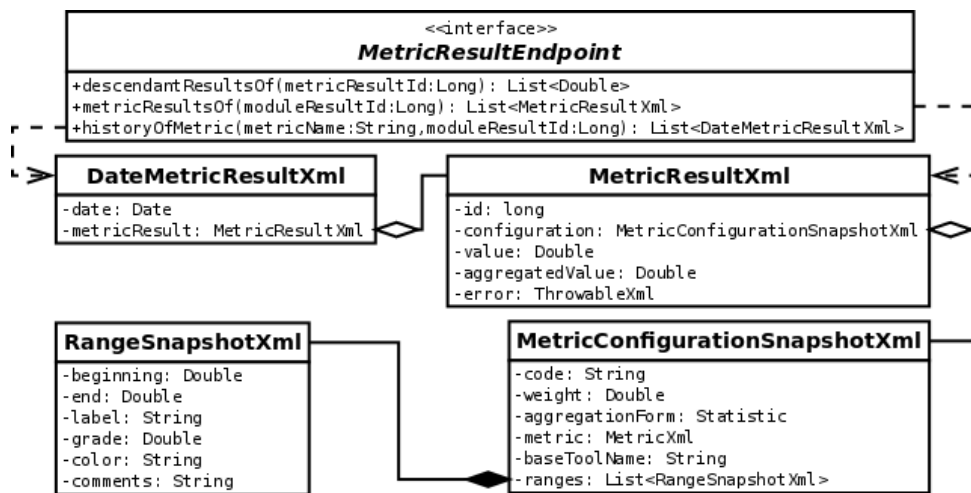 <<interface>>
MetricResultEndpoint
+descendantResultsOf(metricResultId:Long): List<Double>
+metricResultsOf(moduleResultId:Long): List<MetricResultXml>
+historyOfMetric(metricName:String,moduleResultId:Long): List<DateMetricResultXml>
DateMetricResultXml
-date: Date
-metricResult: MetricResultXml
MetricResultXml
-id: long
-configuration: MetricConfigurationSnapshotXml
-value: Double
-aggregatedValue: Double
-error: ThrowableXml
RangeSnapshotXml
-beginning: Double
-end: Double
-label: String
-grade: Double
-color: String
-comments: String
MetricConfigurationSnapshotXml
-code: String
-weight: Double
-aggregationForm: Statistic
-metric: MetricXml
-baseToolName: String
-ranges: List<RangeSnapshotXml>